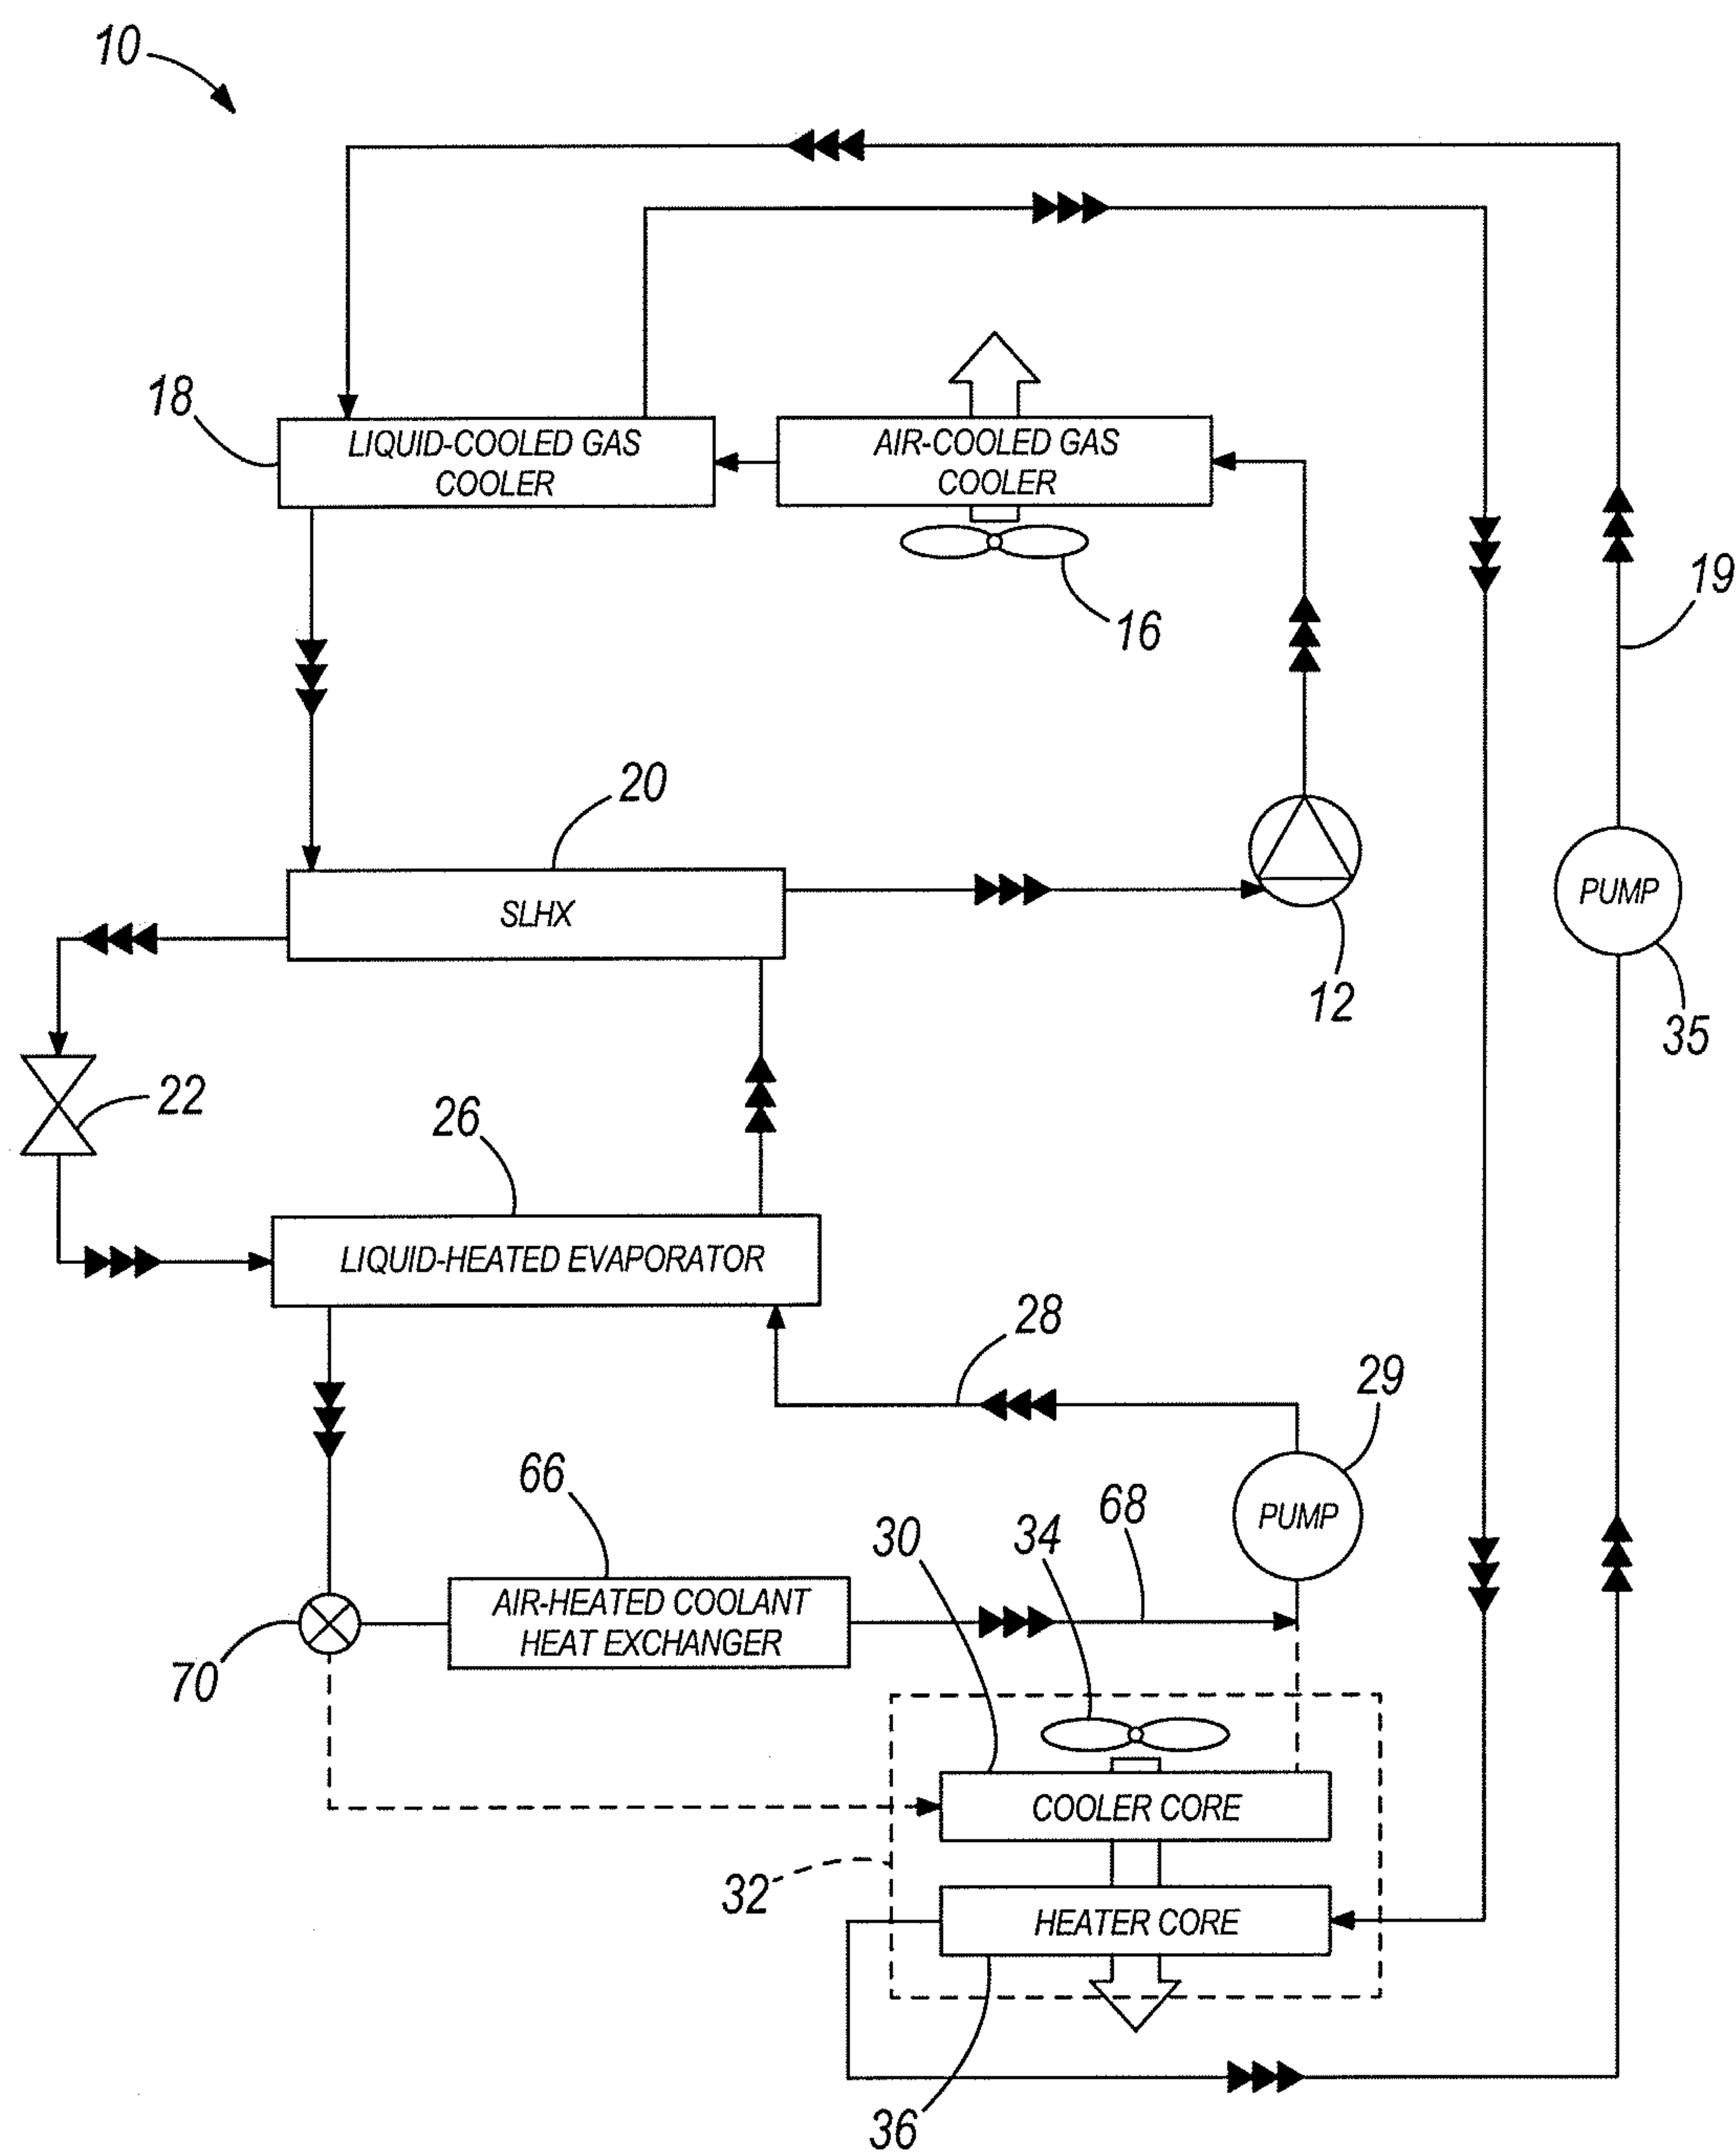 10
18
LIQUID-COOLED GAS
COOLER
AIR-COOLED GAS
COOLER
16
19
20
SLHX
12
PUMP
35
22
26
LIQUID-HEATED EVAPORATOR
28
29
PUMP
66
30
34
68
AIR-HEATED COOLANT
HEAT EXCHANGER
70
COOLER CORE
32
HEATER CORE
36